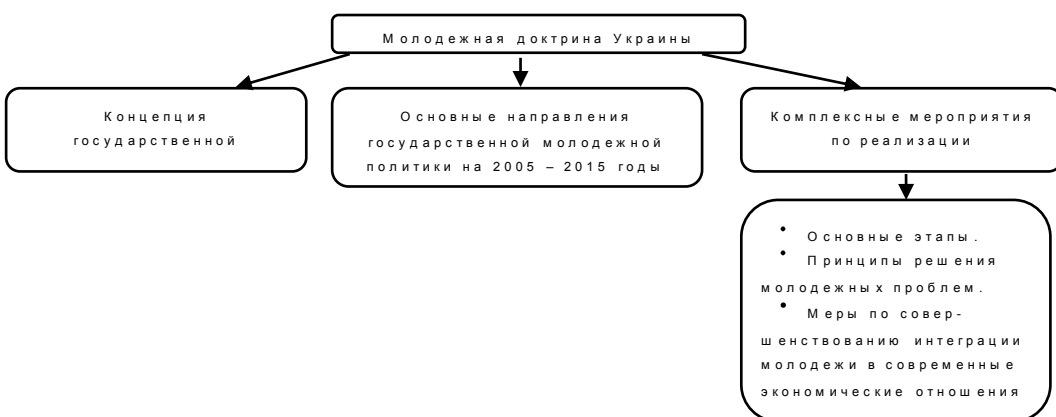 Молодежная доктрина Украины
Концепция
государственной
Основные направления
государственной молодежной
политики на 2005 – 2015 годы
Комплексные мероприятия
по реализации
• Основные этапы.
• Принципы решения
молодежных проблем.
• Меры по совер-
шенствованию интеграции
молодежи в современные
экономические отношения